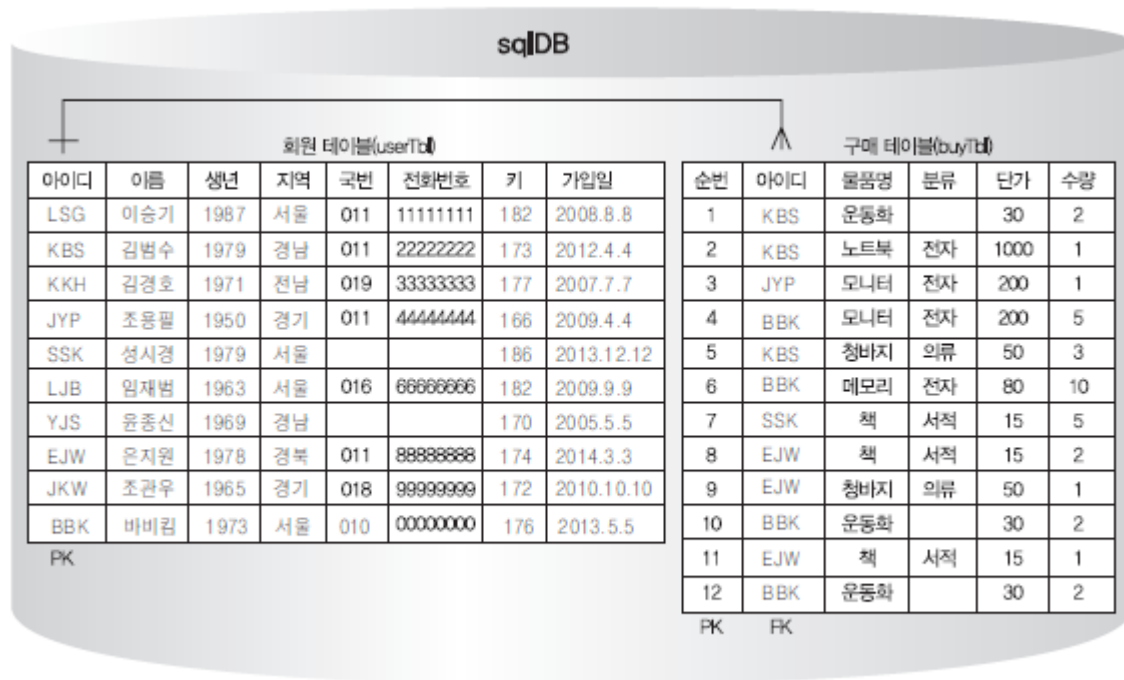 sqlDB
회원 테이블(userTbl)
아이디 이름 생년 지역 국번 전화번호 키 가입일
LSG 이승기 1987 서울 011 11111111 182 2008.8.8
KBS 김범수 1979 경남 011 22222222 173 2012.4.4
KKH 김경호 1971 전남 019 33333333 177 2007.7.7
JYP 조용필 1950 경기 011 44444444 166 2009.4.4
SSK 성시경 1979 서울 186 2013.12.12
LJB 임재범 1963 서울 016 66666666 182 2009.9.9
YJS 윤종신 1969 경남 170 2005.5.5
EJW 은지원 1978 경북 011 88888888 174 2014.3.3
JKW 조관우 1965 경기 018 99999999 172 2010.10.10
BBK 바비킴 1973 서울 010 00000000 176 2013.5.5
PK
구매 테이블(buyTbl)
순번 아이디 물품명 분류 단가 수량
1 KBS 운동화 30 2
2 KBS 노트북 전자 1000 1
3 JYP 모니터 전자 200 1
4 BBK 모니터 전자 200 5
5 KBS 청바지 의류 50 3
6 BBK 메모리 전자 80 10
7 SSK 책 서적 15 5
8 EJW 책 서적 15 2
9 EJW 청바지 의류 50 1
10 BBK 운동화 30 2
11 EJW 책 서적 15 1
12 BBK 운동화 30 2
PK FK